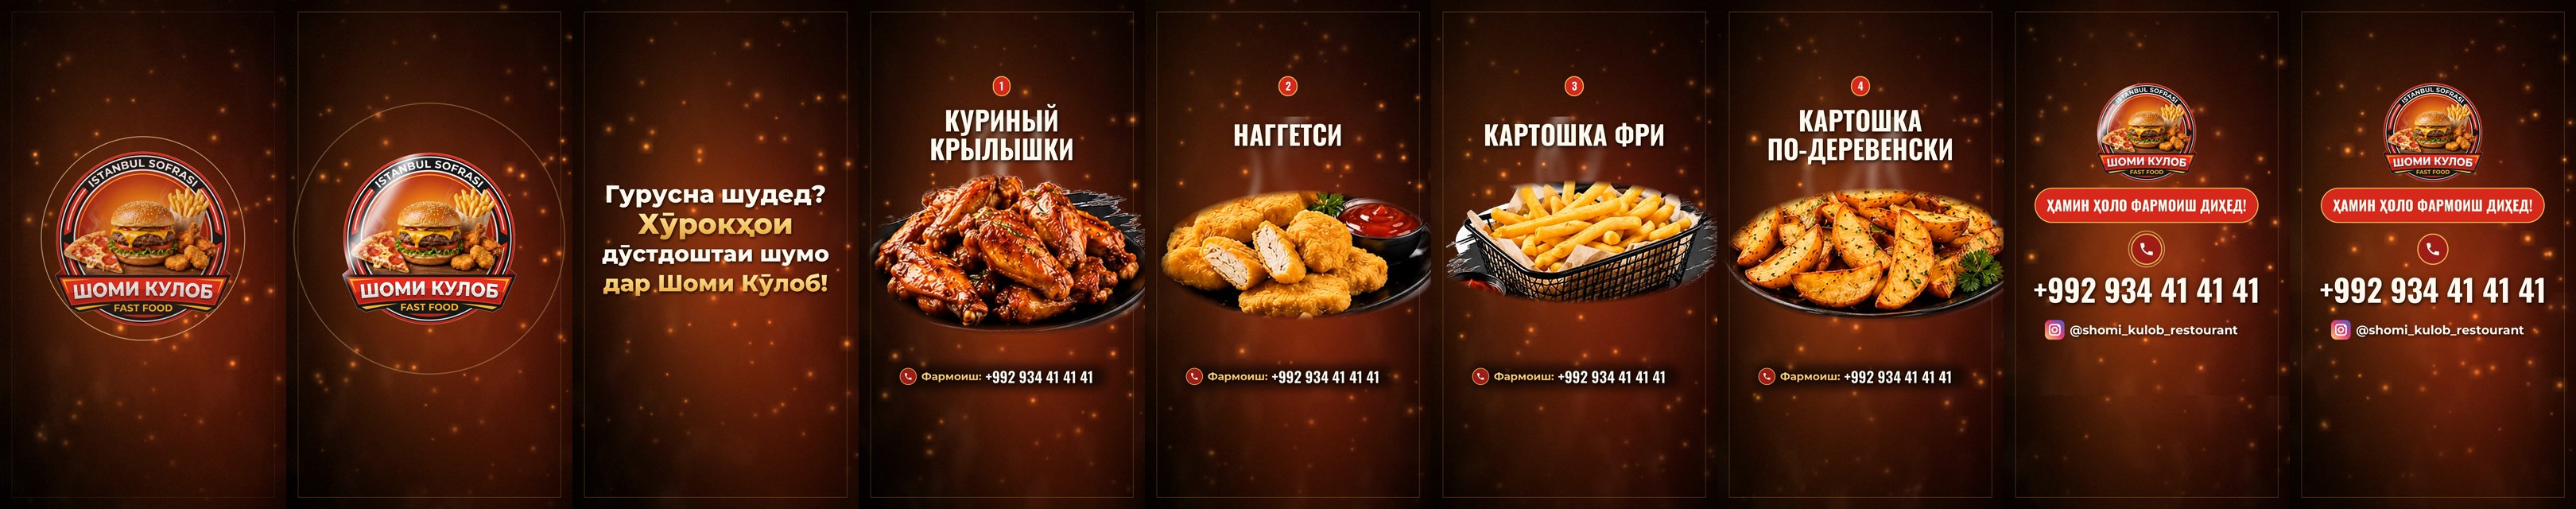 ISTANBUL SOFRASI
ШОМИ КУЛОБ
FAST FOOD
ISTANBUL SOFRASI
ШОМИ КУЛОБ
FAST FOOD
Гурусна шудед?
Хӯрокҳои
дӯстдоштаи шумо
дар Шоми Кӯлоб!
1
КУРИНЫЙ
КРЫЛЫШКИ
Фармоиш: +992 934 41 41 41
2
НАГГЕТСИ
Фармоиш: +992 934 41 41 41
3
КАРТОШКА ФРИ
Фармоиш: +992 934 41 41 41
4
КАРТОШКА
ПО-ДЕРЕВЕНСКИ
Фармоиш: +992 934 41 41 41
ISTANBUL SOFRASI
ШОМИ КУЛОБ
FAST FOOD
ҲАМИН ҲОЛО ФАРМОИШ ДИҲЕД!
+992 934 41 41 41
@shomi_kulob_restourant
ISTANBUL SOFRASI
ШОМИ КУЛОБ
FAST FOOD
ҲАМИН ҲОЛО ФАРМОИШ ДИҲЕД!
+992 934 41 41 41
@shomi_kulob_restourant